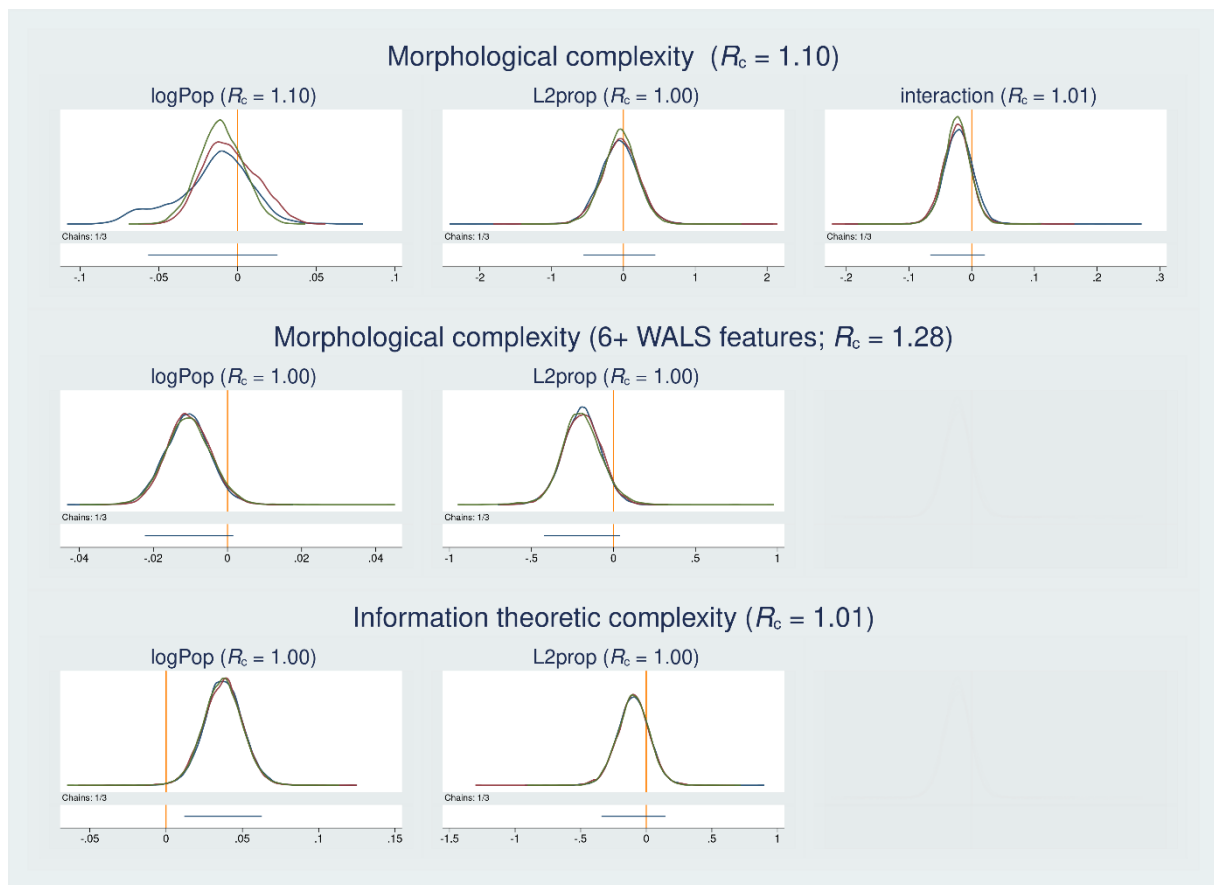 Morphological complexity (Rc = 1.10)
logPop (Rc = 1.10)
L2prop (Rc = 1.00)
interaction (Rc = 1.01)
Chains: 1/3
Chains: 1/3
Chains: 1/3
-.1 -.05 0 .05 .1
-2 -1 0 1 2
-.2 -.1 0 .1 .2 .3
Morphological complexity (6+ WALS features; Rc = 1.28)
logPop (Rc = 1.00)
L2prop (Rc = 1.00)
Chains: 1/3
Chains: 1/3
-.04 -.02 0 .02 .04
-1 -.5 0 .5 1
Information theoretic complexity (Rc = 1.01)
logPop (Rc = 1.00)
L2prop (Rc = 1.00)
Chains: 1/3
Chains: 1/3
-.05 0 .05 .1 .15
-1.5 -1 -.5 0 .5 1